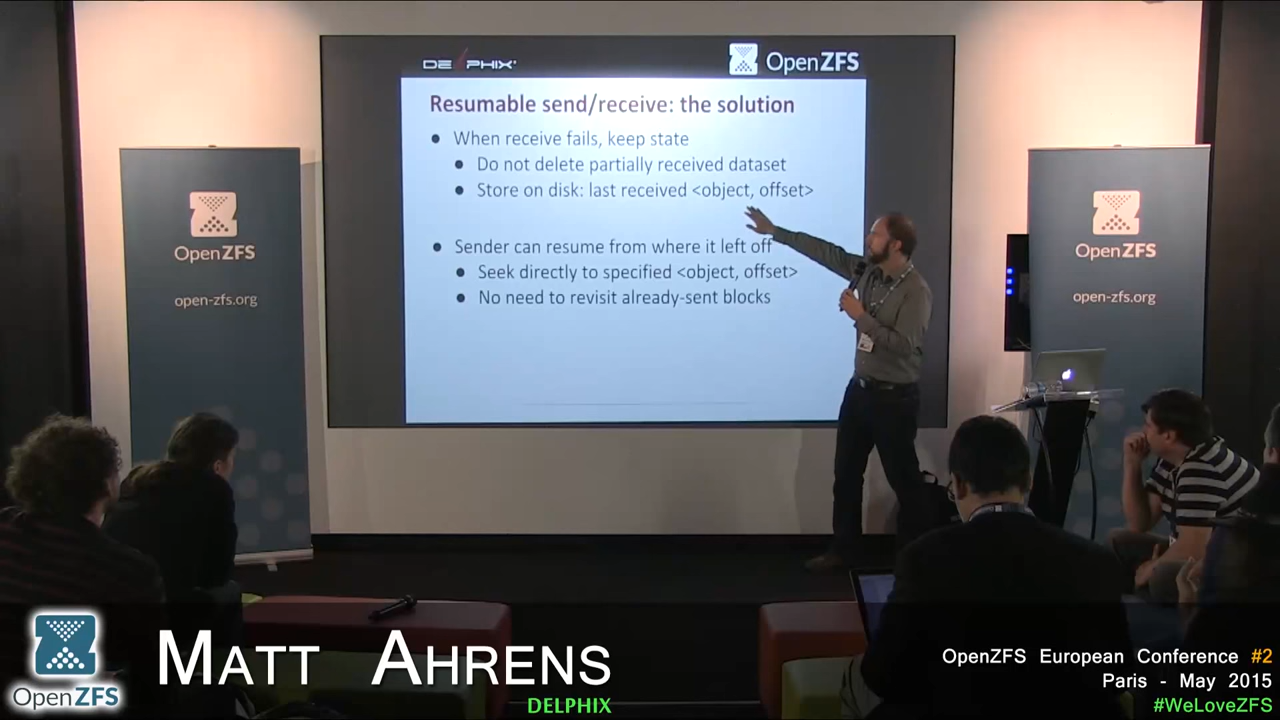 DELPHIX
OpenZFS
Resumable send/receive: the solution
● When receive fails, keep state
● Do not delete partially received dataset
● Store on disk: last received <object, offset>
● Sender can resume from where it left off
● Seek directly to specified <object, offset>
● No need to revisit already-sent blocks
OpenZFS
open-zfs.org
OpenZFS
open-zfs.org
OpenZFS
MATT AHRENS
DELPHIX
OpenZFS European Conference #2
Paris - May 2015
#WeLoveZFS